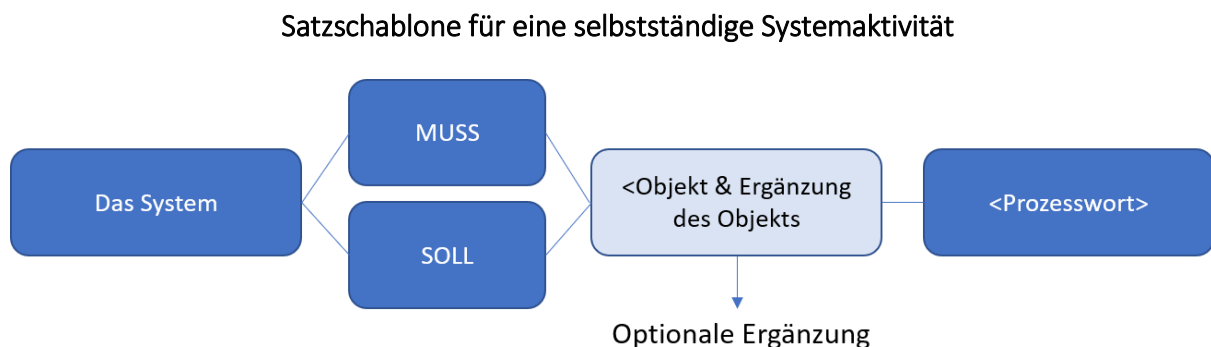 Satzschablone für eine selbstständige Systemaktivität
MUSS
Das System
<Objekt & Ergänzung
des Objekts
<Prozesswort>
SOLL
Optionale Ergänzung